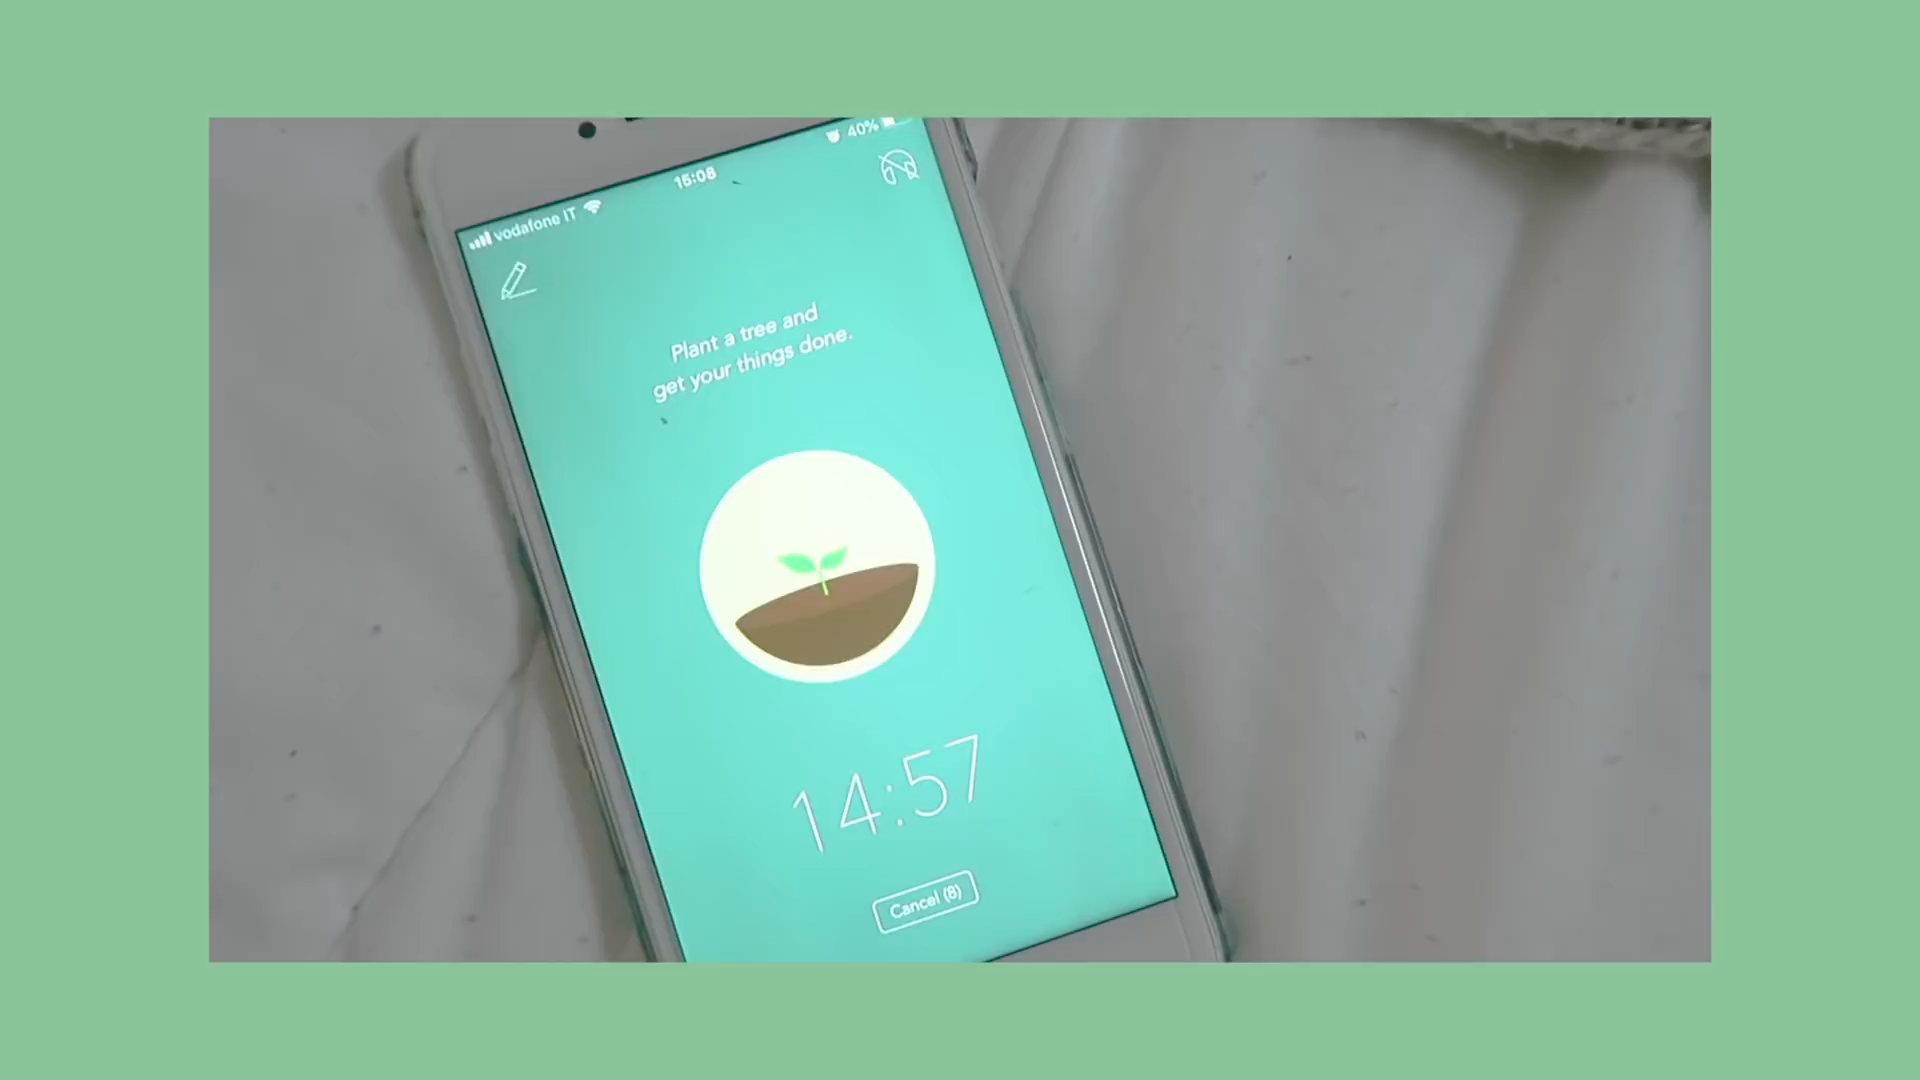 vodafone IT
15:08
40%
Plant a tree and
get your things done.
14:57
Cancel (8)